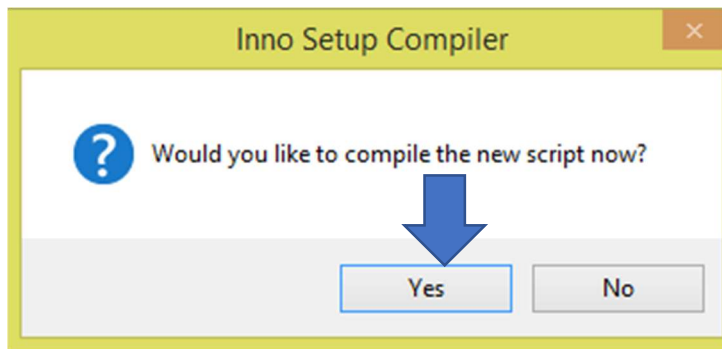 Inno Setup Compiler
Would you like to compile the new script now?
Yes No